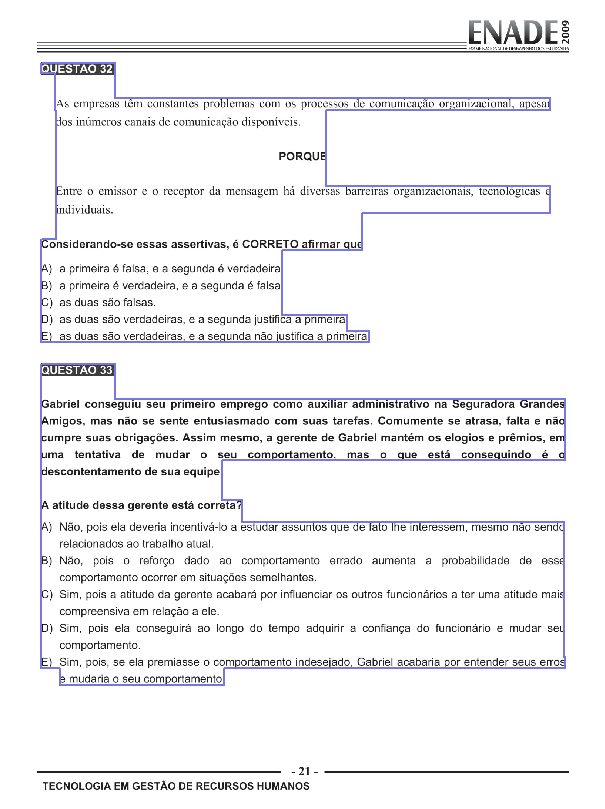 ENADE 2009
EXAME NACIONAL DE DESEMPENHO DOS ESTUDANTES
QUESTÃO 32
As empresas têm constantes problemas com os processos de comunicação organizacional, apesar
dos inúmeros canais de comunicação disponíveis.
PORQUE
Entre o emissor e o receptor da mensagem há diversas barreiras organizacionais, tecnológicas e
individuais.
Considerando-se essas assertivas, é CORRETO afirmar que
A) a primeira é falsa, e a segunda é verdadeira
B) a primeira é verdadeira, e a segunda é falsa
C) as duas são falsas.
D) as duas são verdadeiras, e a segunda justifica a primeira
E) as duas são verdadeiras, e a segunda não justifica a primeira
QUESTÃO 33
Gabriel conseguiu seu primeiro emprego como auxiliar administrativo na Seguradora Grandes
Amigos, mas não se sente entusiasmado com suas tarefas. Comumente se atrasa, falta e não
cumpre suas obrigações. Assim mesmo, a gerente de Gabriel mantém os elogios e prêmios, em
uma tentativa de mudar o seu comportamento, mas o que está conseguindo é o
descontentamento de sua equipe
A atitude dessa gerente está correta?
A) Não, pois ela deveria incentivá-lo a estudar assuntos que de fato lhe interessem, mesmo não sendo
relacionados ao trabalho atual.
B) Não, pois o reforço dado ao comportamento errado aumenta a probabilidade de esse
comportamento ocorrer em situações semelhantes.
C) Sim, pois a atitude da gerente acabará por influenciar os outros funcionários a ter uma atitude mais
compreensiva em relação a ele.
D) Sim, pois ela conseguirá ao longo do tempo adquirir a confiança do funcionário e mudar seu
comportamento.
E) Sim, pois, se ela premiasse o comportamento indesejado, Gabriel acabaria por entender seus erros
e mudaria o seu comportamento
- 21 -
TECNOLOGIA EM GESTÃO DE RECURSOS HUMANOS